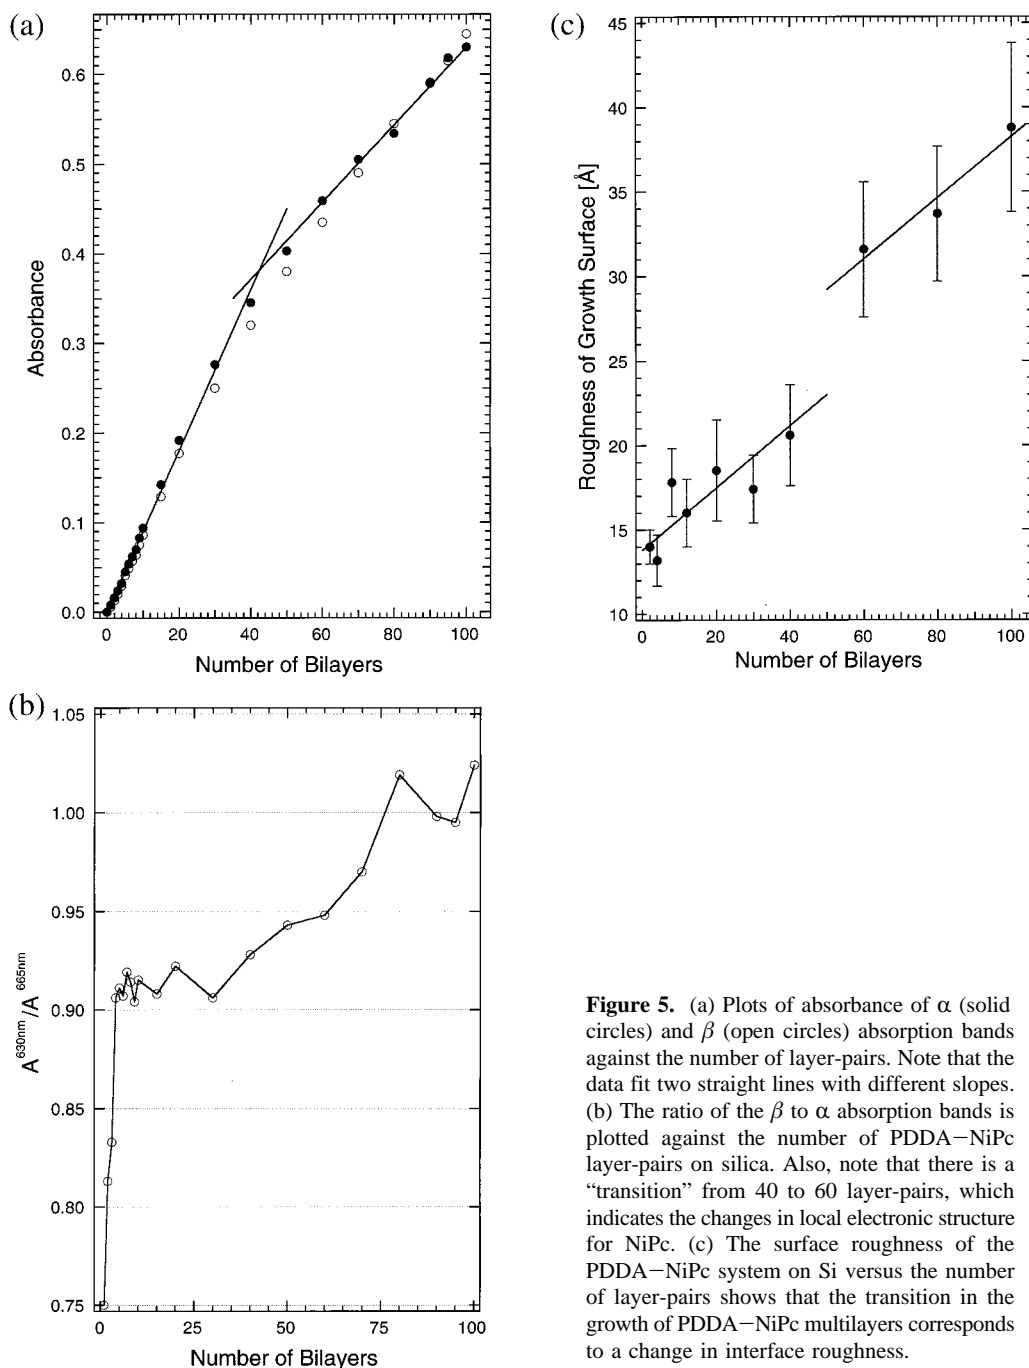 (a)
0.6
0.5
0.4
0.3
0.2
0.1
0.0
Absorbance
0 20 40 60 80 100
Number of Bilayers
(c)
45
40
35
30
25
20
15
10
Roughness of Growth Surface [Å]
0 20 40 60 80 100
Number of Bilayers
(b)
1.05
1.00
0.95
0.90
0.85
0.80
0.75
A 630nm /A 665nm
0 25 50 75 100
Number of Bilayers
Figure 5. (a) Plots of absorbance of α (solid
circles) and β (open circles) absorption bands
against the number of layer-pairs. Note that the
data fit two straight lines with different slopes.
(b) The ratio of the β to α absorption bands is
plotted against the number of PDDA−NiPc
layer-pairs on silica. Also, note that there is a
“transition” from 40 to 60 layer-pairs, which
indicates the changes in local electronic structure
for NiPc. (c) The surface roughness of the
PDDA−NiPc system on Si versus the number
of layer-pairs shows that the transition in the
growth of PDDA−NiPc multilayers corresponds
to a change in interface roughness.